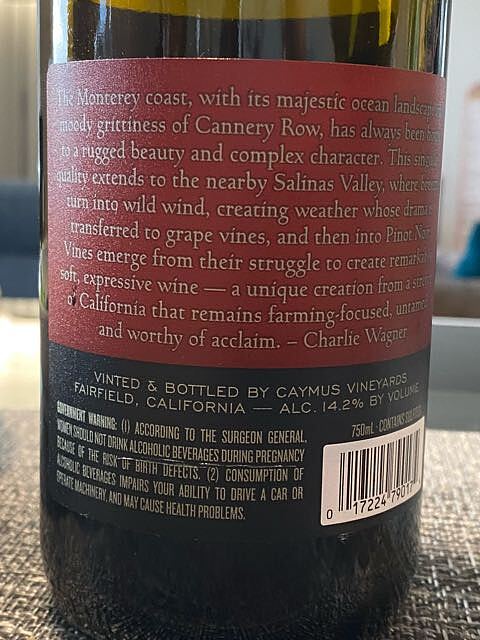 The Monterey coast, with its majestic ocean
moody grittiness of Cannery Row, has always been
to a rugged beauty and complex character. This
quality extends to the nearby Salinas Valley, where
turn into wild wind, creating weather whose drama is
transferred to grape vines, and then into Pinot Noir.
Vines emerge from their struggle to create
soft, expressive wine — a unique creation from a
of California that remains farming-focused, untamed
and worthy of acclaim. – Charlie Wagner
VINTED & BOTTLED BY CAYMUS VINEYARDS
FAIRFIELD, CALIFORNIA — ALC. 14.2% BY VOLUME
GOVERNMENT WARNING: (1) ACCORDING TO THE SURGEON GENERAL,
WOMEN SHOULD NOT DRINK ALCOHOLIC BEVERAGES DURING PREGNANCY
BECAUSE OF THE RISK OF BIRTH DEFECTS. (2) CONSUMPTION OF
ALCOHOLIC BEVERAGES IMPAIRS YOUR ABILITY TO DRIVE A CAR OR
OPERATE MACHINERY, AND MAY CAUSE HEALTH PROBLEMS.
750mL · CONTAINS SULFITES
0 17224 7901